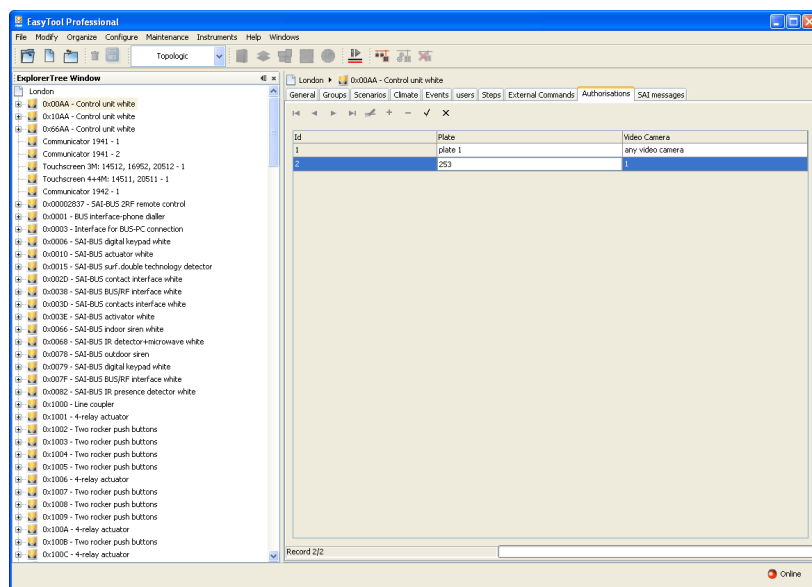 EasyTool Professional
File Modify Organize Configure Maintenance Instruments Help Windows
Topologic
ExplorerTree Window
London
0x00AA - Control unit white
0x10AA - Control unit white
0x66AA - Control unit white
Communicator 1941 - 1
Communicator 1941 - 2
Touchscreen 3M: 14512, 16952, 20512 - 1
Touchscreen 4+4M: 14511, 20511 - 1
Communicator 1942 - 1
0x00002837 - SAI-BUS 2RF remote control
0x0001 - BUS interface-phone dialler
0x0003 - Interface for BUS-PC connection
0x0006 - SAI-BUS digital keypad white
0x0010 - SAI-BUS actuator white
0x0015 - SAI-BUS surf.double technology detector
0x002D - SAI-BUS contact interface white
0x0038 - SAI-BUS BUS/RF interface white
0x003D - SAI-BUS contacts interface white
0x003E - SAI-BUS activator white
0x0066 - SAI-BUS indoor siren white
0x0068 - SAI-BUS IR detector+microwave white
0x0078 - SAI-BUS outdoor siren
0x0079 - SAI-BUS digital keypad white
0x007F - SAI-BUS BUS/RF interface white
0x0082 - SAI-BUS IR presence detector white
0x1000 - Line coupler
0x1001 - 4-relay actuator
0x1002 - Two rocker push buttons
0x1003 - Two rocker push buttons
0x1004 - Two rocker push buttons
0x1005 - Two rocker push buttons
0x1006 - 4-relay actuator
0x1007 - Two rocker push buttons
0x1008 - Two rocker push buttons
0x1009 - Two rocker push buttons
0x100A - 4-relay actuator
0x100B - Two rocker push buttons
0x100C - 4-relay actuator
London 0x00AA - Control unit white
General Groups Scenarios Climate Events users Steps External Commands Authorisations SAI messages
Id Plate Video Camera
1 plate 1 any video camera
2 253 1
Record 2/2
Online